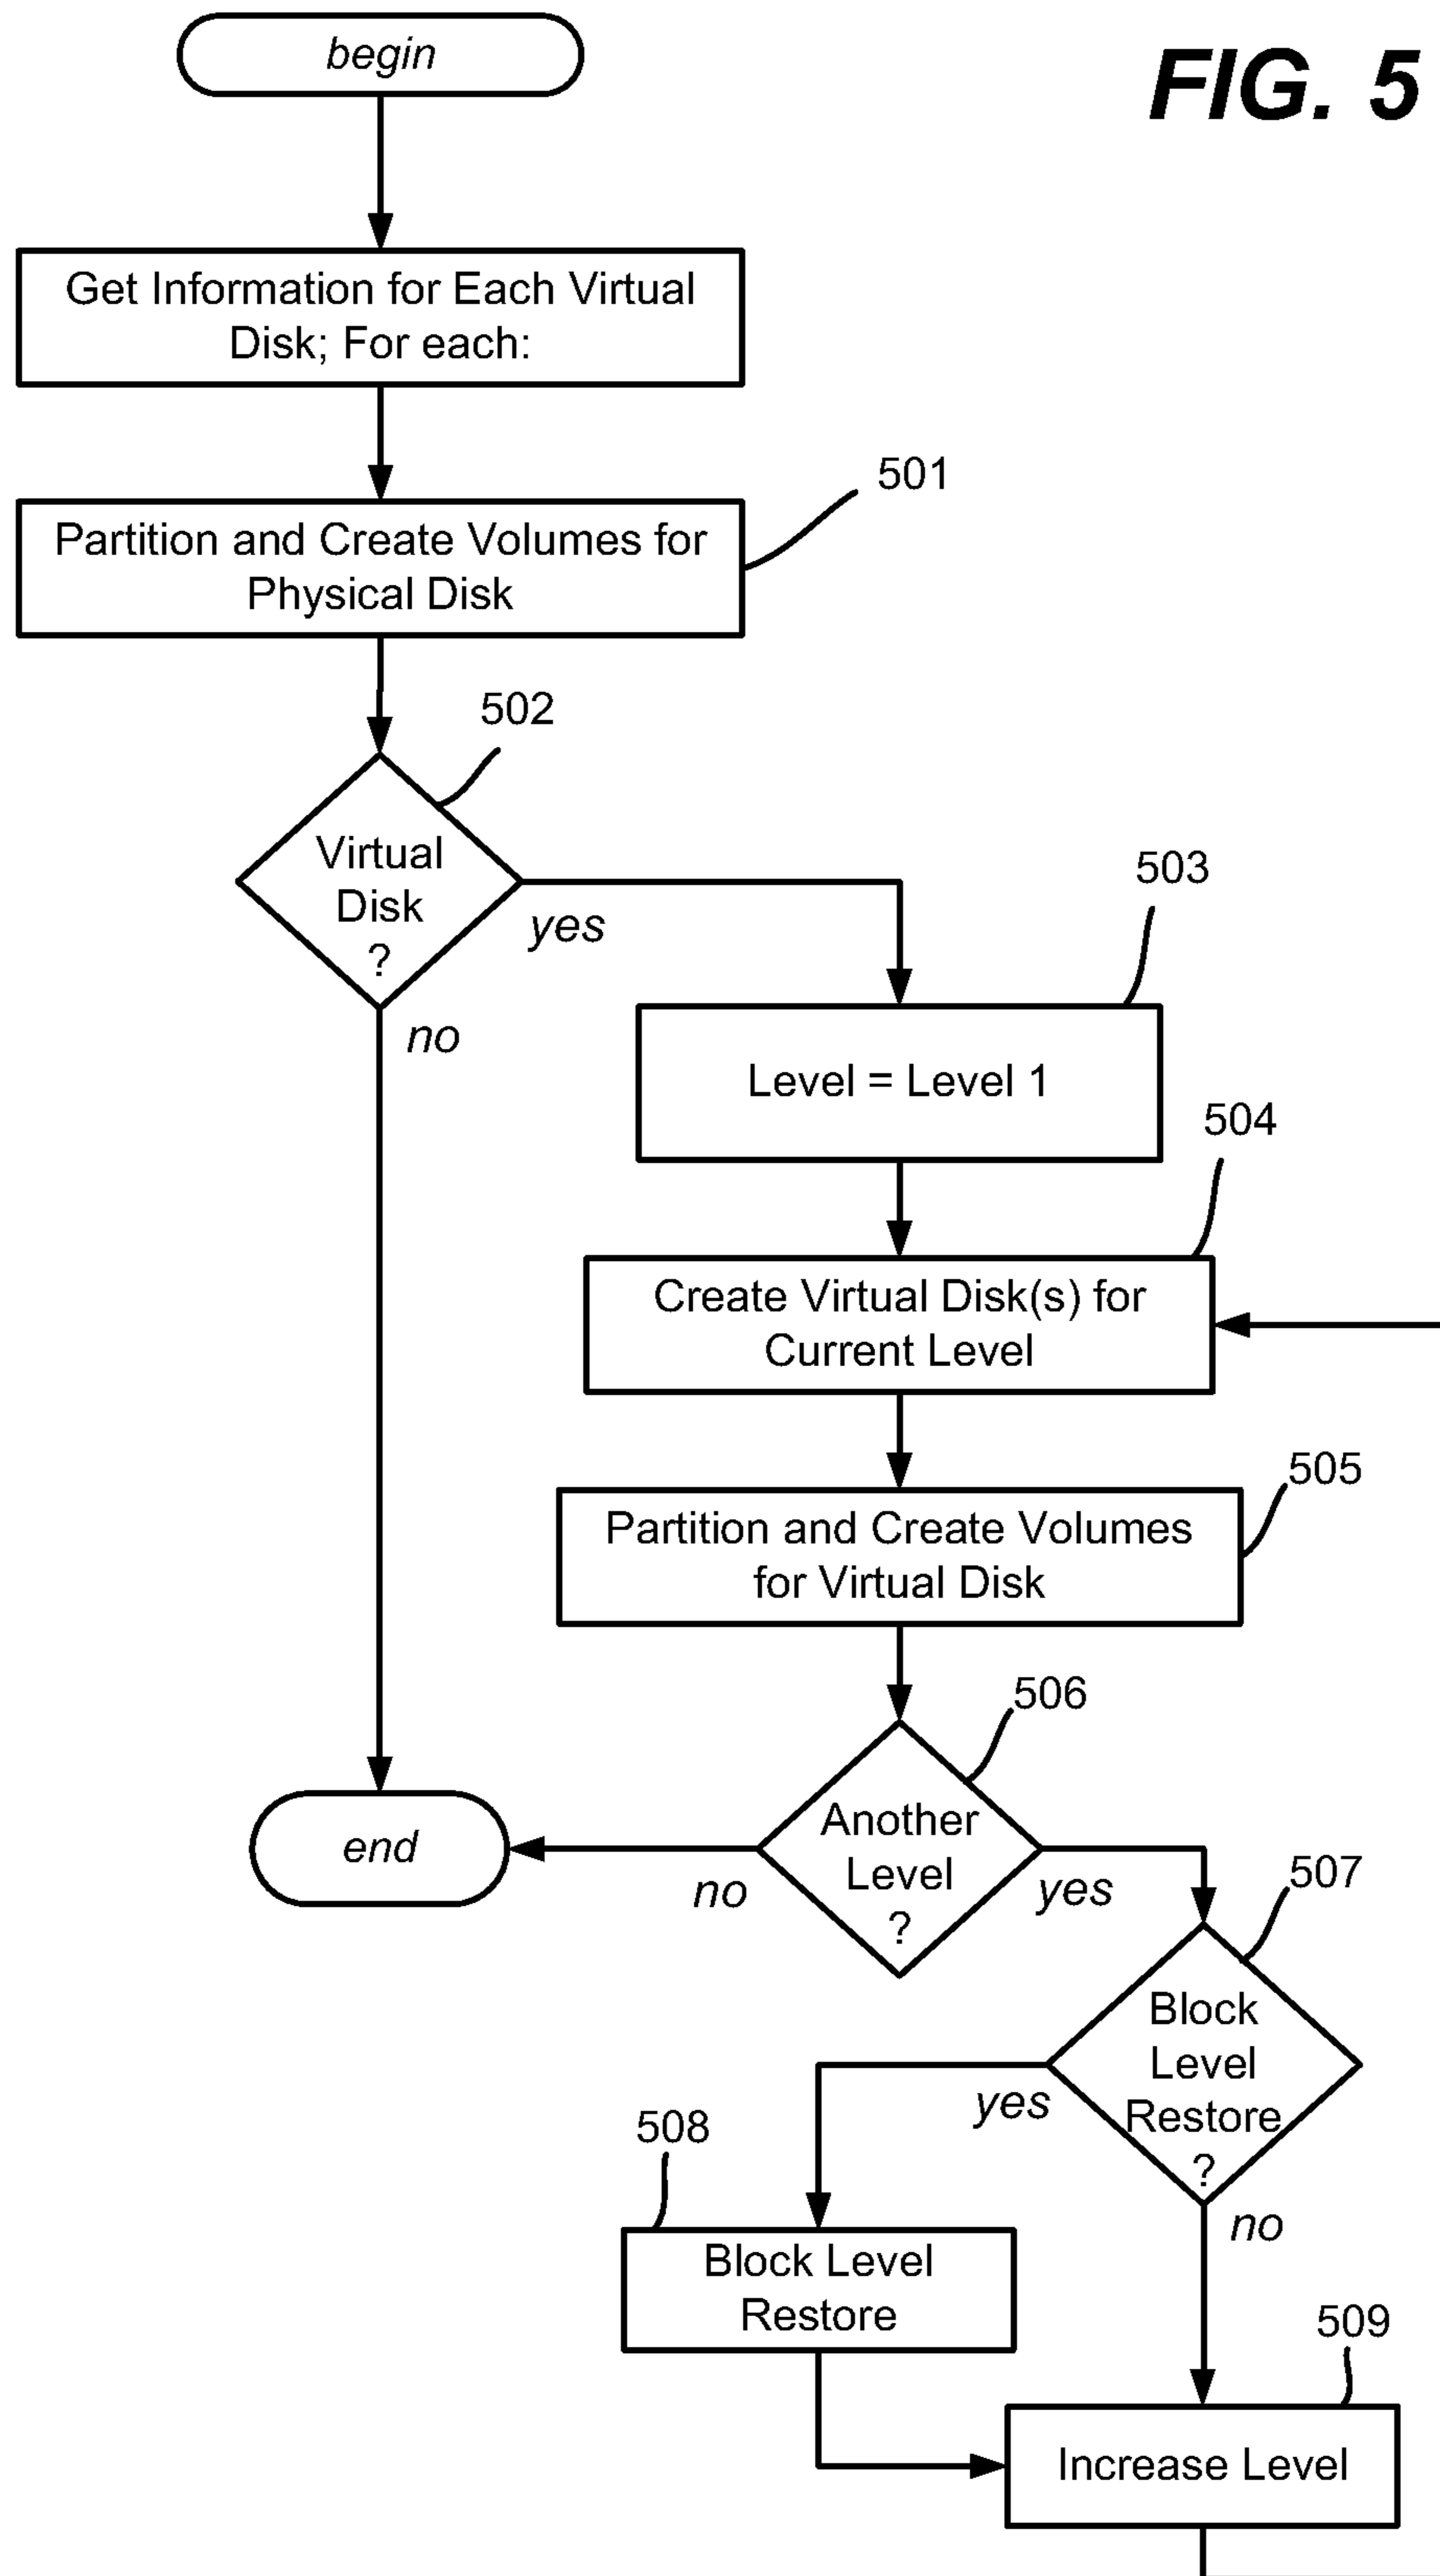 begin
FIG. 5
Get Information for Each Virtual
Disk; For each:
501
Partition and Create Volumes for
Physical Disk
502
Virtual
Disk
?
yes
no
503
Level = Level 1
504
Create Virtual Disk(s) for
Current Level
505
Partition and Create Volumes
for Virtual Disk
506
Another
Level
?
no
yes
end
507
Block
Level
Restore
?
yes
no
508
Block Level
Restore
509
Increase Level